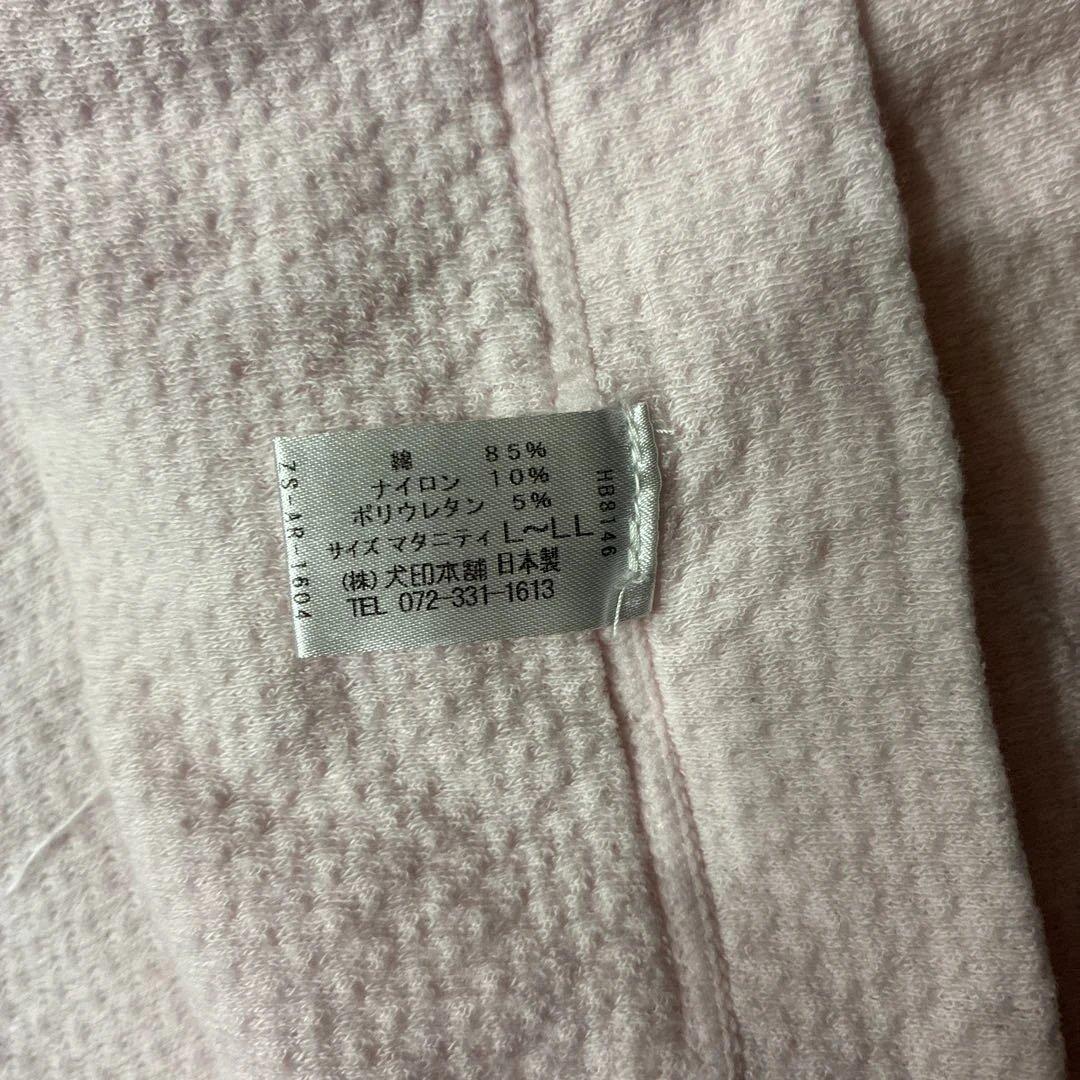 綿 85%
ナイロン 10%
ポリウレタン 5%
サイズ マタニティ L〜LL
(株)犬印本舗 日本製
TEL 072-331-1613
7S-AR-1604
HB8146